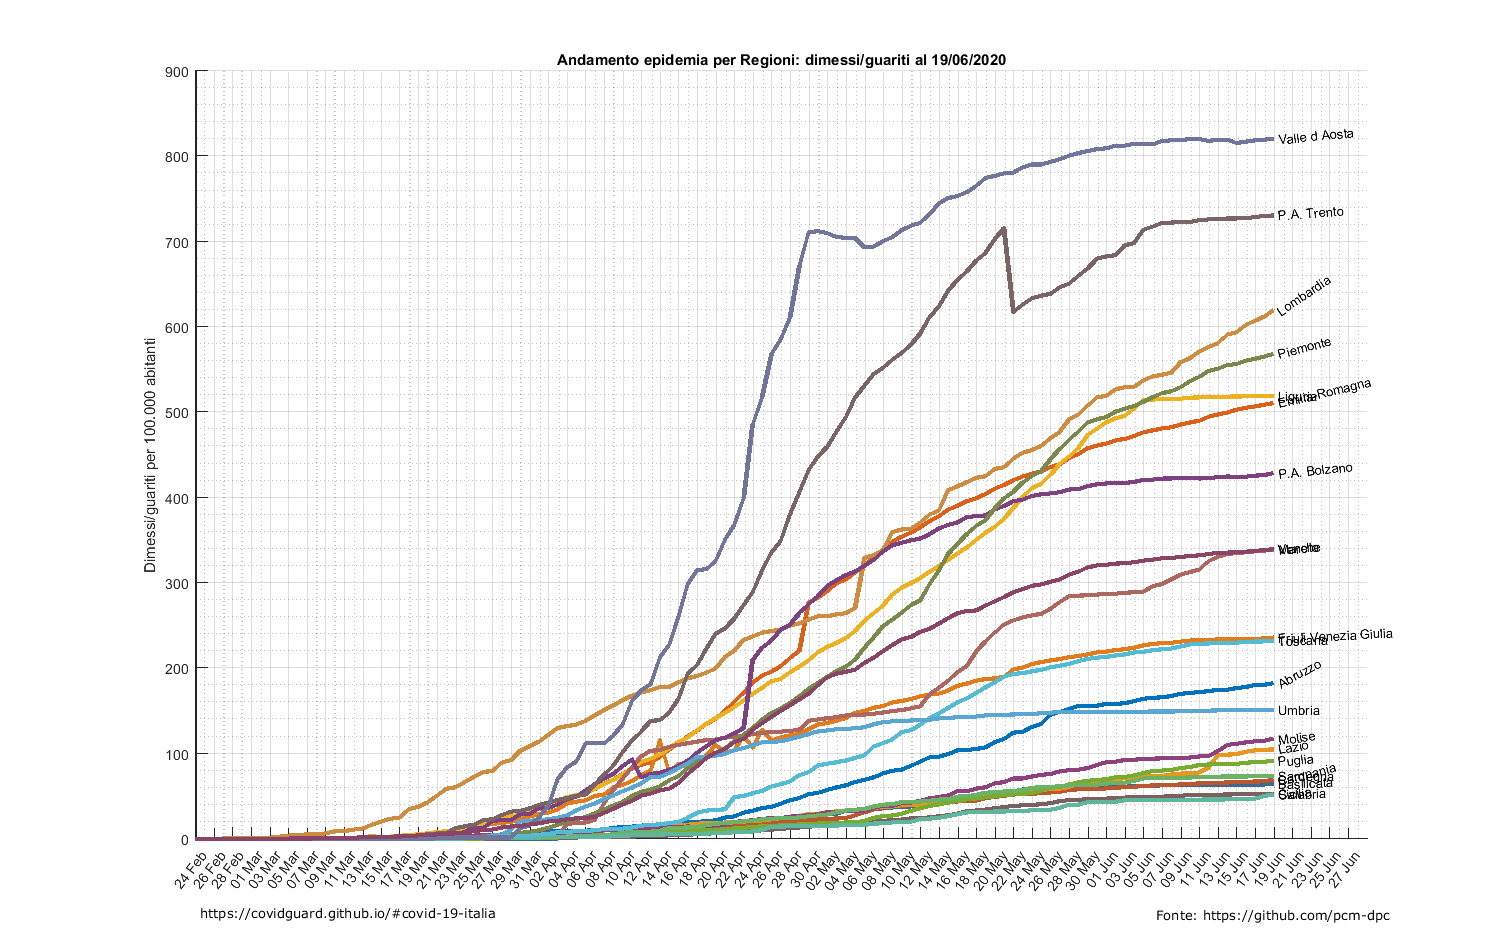 Andamento epidemia per Regioni: dimessi/guariti al 19/06/2020
Dimessi/guariti per 100.000 abitanti
900
800
700
600
500
400
300
200
100
0
Valle d Aosta
P.A. Trento
Lombardia
Piemonte
Romagna
P.A. Bolzano
Friuli Venezia Giulia
Toscana
Abruzzo
Umbria
Molise
Lazio
Puglia
Sardegna
Basilicata
Calabria
24 Feb
26 Feb
28 Feb
01 Mar
03 Mar
05 Mar
07 Mar
09 Mar
11 Mar
13 Mar
15 Mar
17 Mar
19 Mar
21 Mar
23 Mar
25 Mar
27 Mar
29 Mar
31 Mar
02 Apr
04 Apr
06 Apr
08 Apr
10 Apr
12 Apr
14 Apr
16 Apr
18 Apr
20 Apr
22 Apr
24 Apr
26 Apr
28 Apr
30 Apr
02 May
04 May
06 May
08 May
10 May
12 May
14 May
16 May
18 May
20 May
22 May
24 May
26 May
28 May
30 May
01 Jun
03 Jun
05 Jun
07 Jun
09 Jun
11 Jun
13 Jun
15 Jun
17 Jun
19 Jun
21 Jun
23 Jun
25 Jun
27 Jun
https://covidguard.github.io/#covid-19-italia
Fonte: https://github.com/pcm-dpc